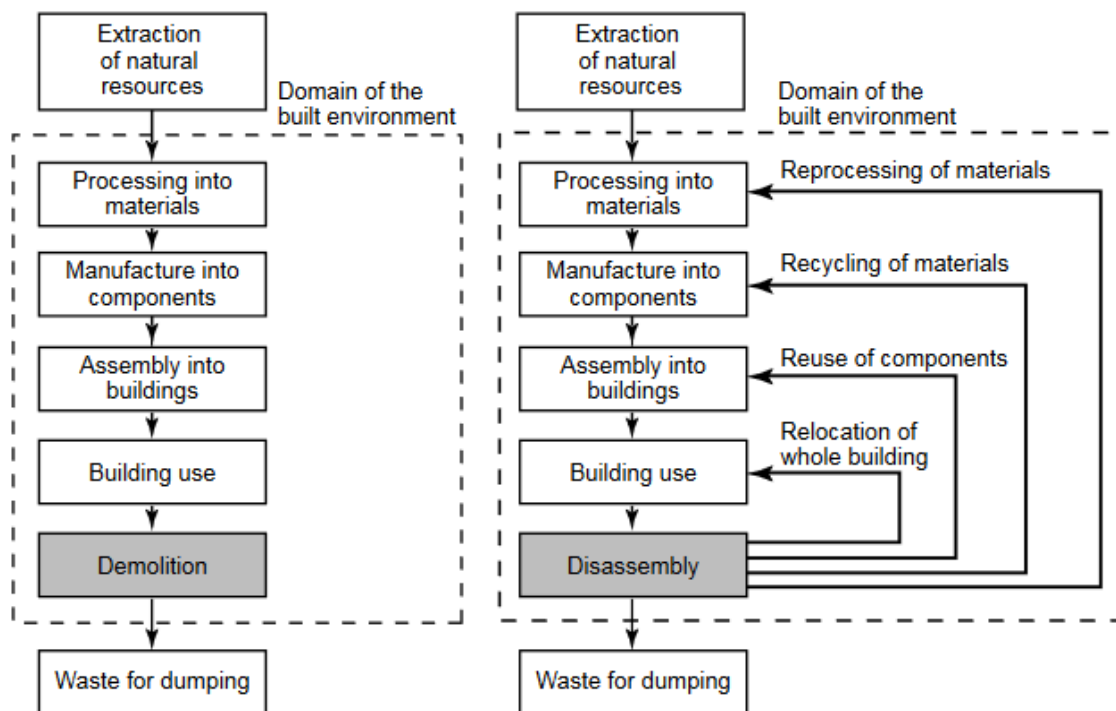 Extraction
of natural
resources
Domain of the
built environment
Processing into
materials
Manufacture into
components
Assembly into
buildings
Building use
Demolition
Waste for dumping
Extraction
of natural
resources
Domain of the
built environment
Processing into
materials
Reprocessing of materials
Manufacture into
components
Recycling of materials
Assembly into
buildings
Reuse of components
Relocation of
whole building
Building use
Disassembly
Waste for dumping